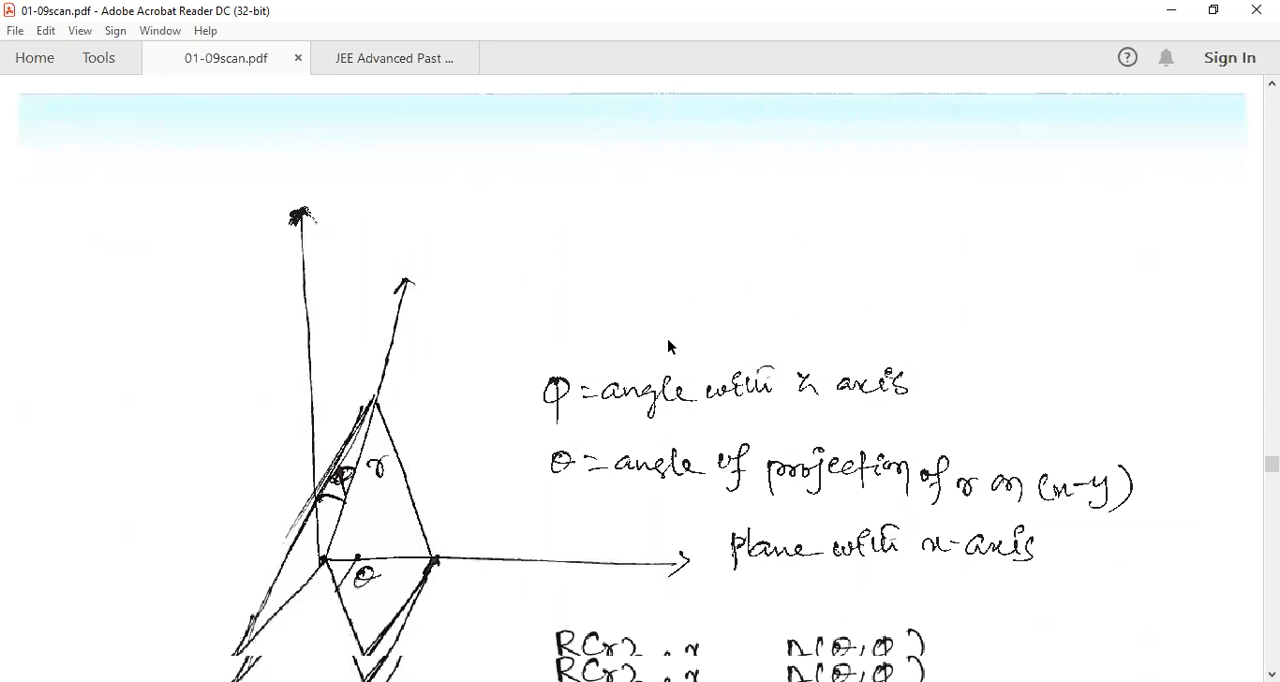 01-09scan.pdf - Adobe Acrobat Reader DC (32-bit)
File Edit View Sign Window Help
Home Tools 01-09scan.pdf × JEE Advanced Past ... Sign In
φ = angle with z axis
r
θ = angle of projection of r on (x-y)
plane with x-axis
θ
R(r) . r A(θ, φ)
R(r) . r A(θ, φ)